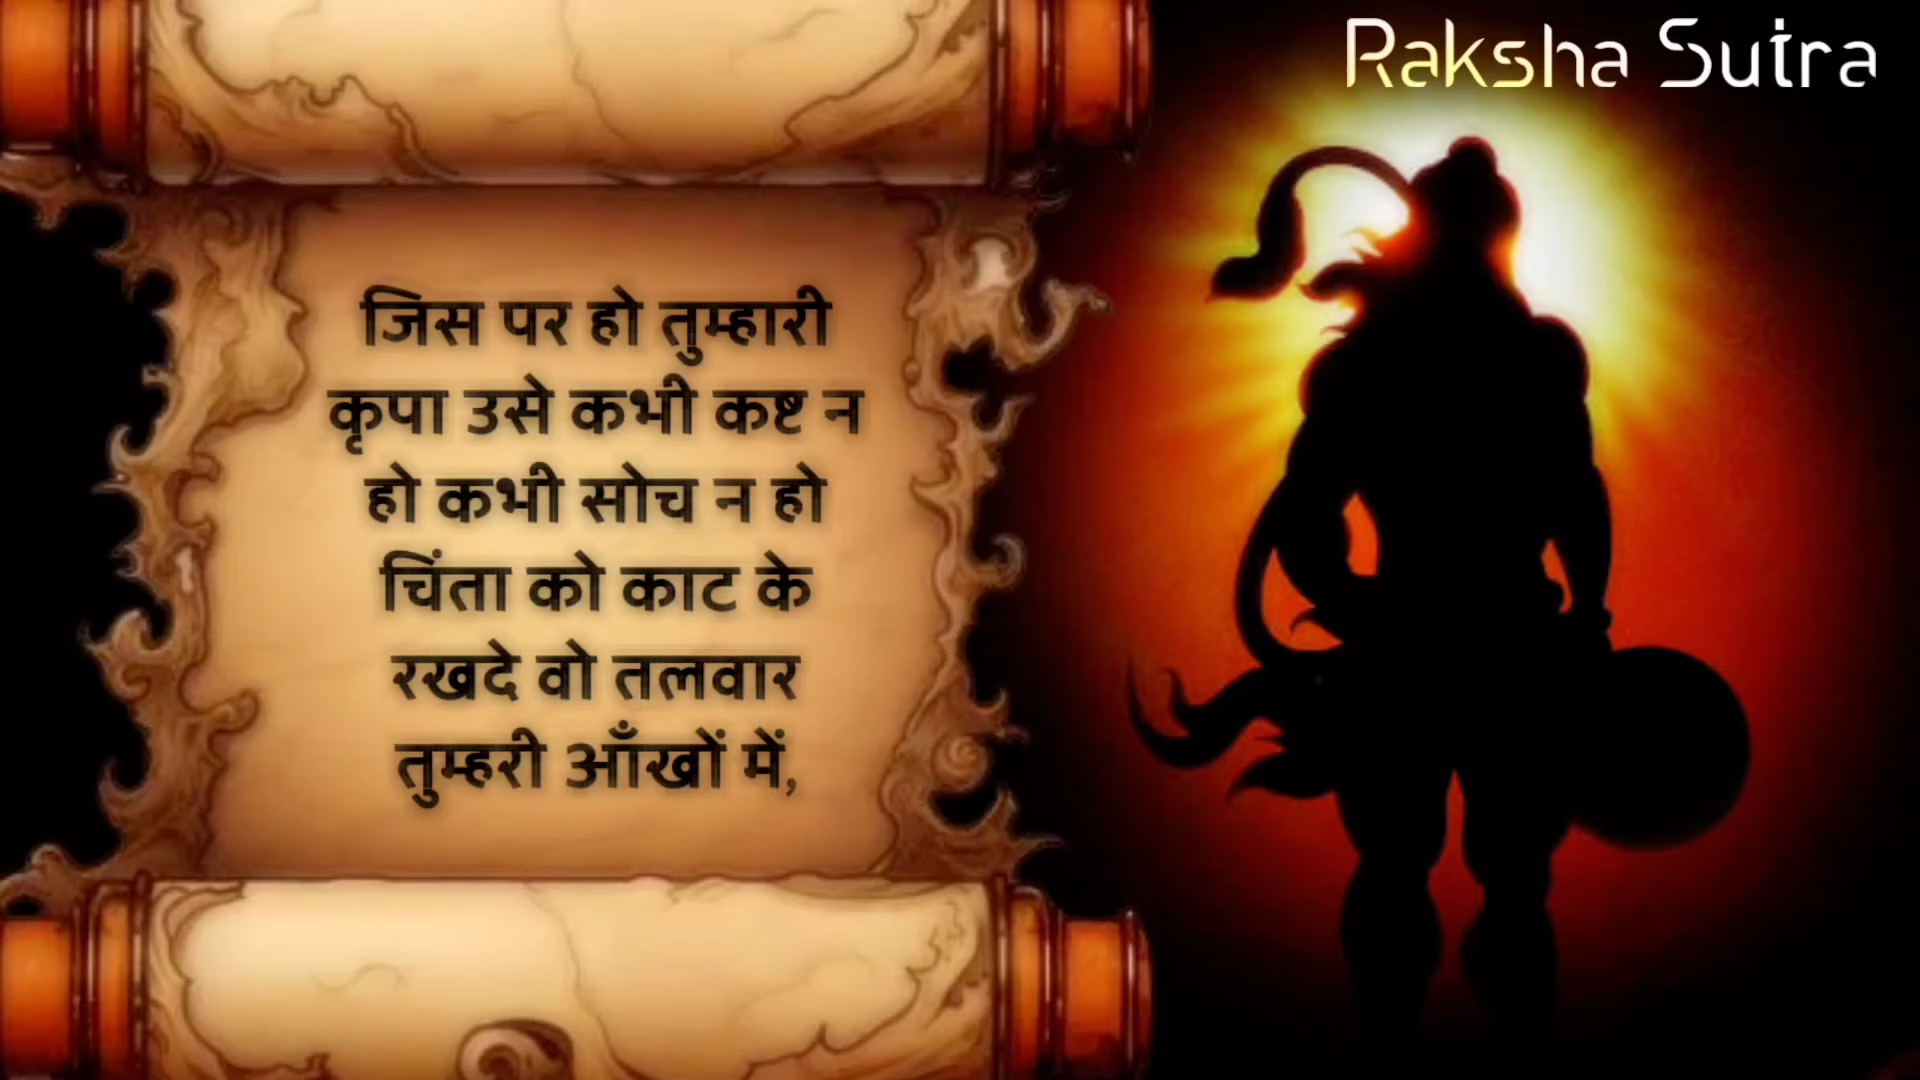 Raksha Sutra
जिस पर हो तुम्हारी
कृपा उसे कभी कष्ट न
हो कभी सोच न हो
चिंता को काट के
रखदे वो तलवार
तुम्हरी आँखों में,